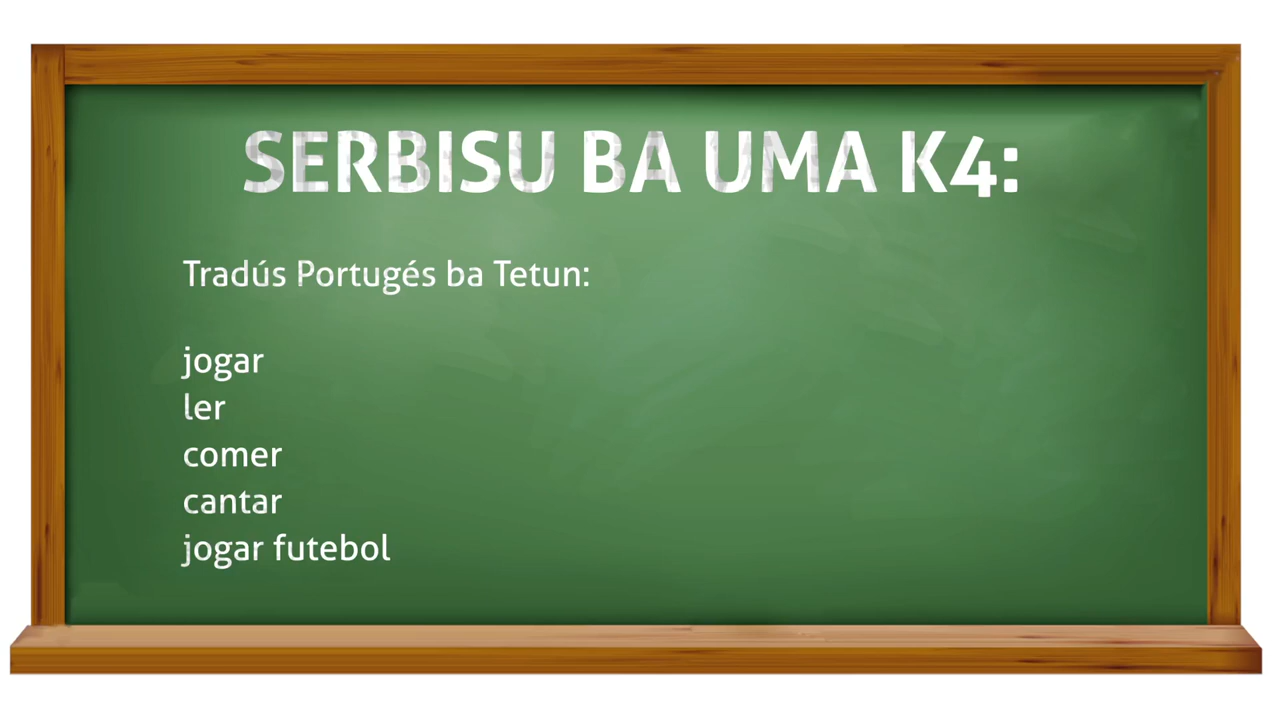 SERBISU BA UMA K4:
Tradús Portugés ba Tetun:
jogar
ler
comer
cantar
jogar futebol